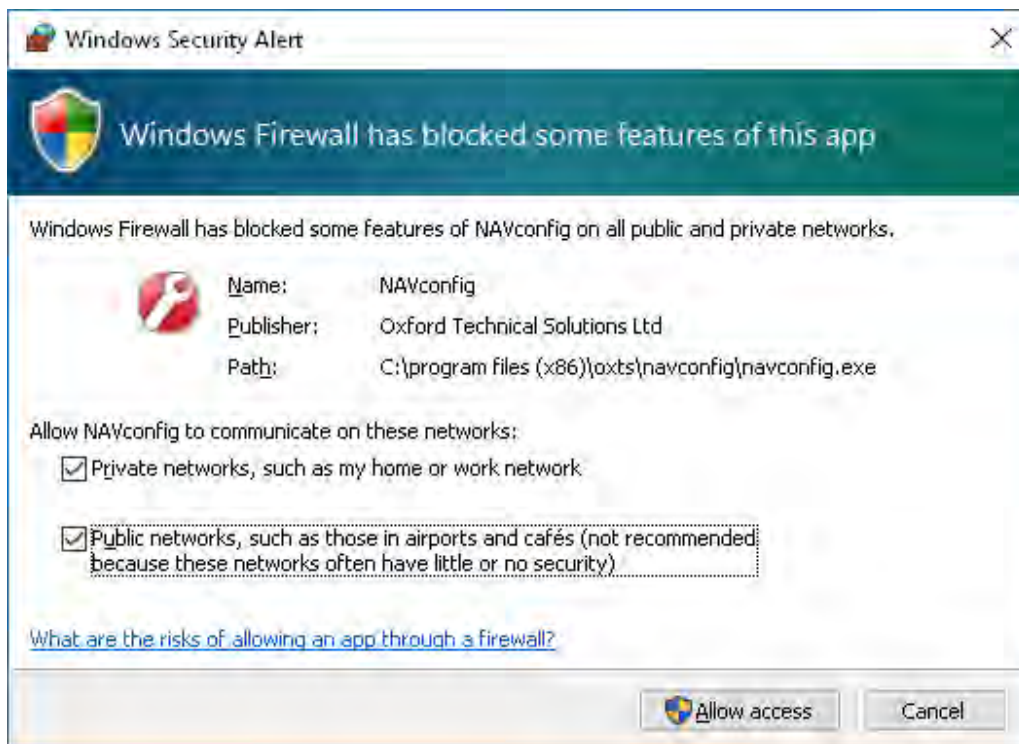 Windows Security Alert
Windows Firewall has blocked some features of this app
Windows Firewall has blocked some features of NAVconfig on all public and private networks.
Name: NAVconfig
Publisher: Oxford Technical Solutions Ltd
Path: C:\program files (x86)\oxts\navconfig\navconfig.exe
Allow NAVconfig to communicate on these networks:
Private networks, such as my home or work network
Public networks, such as those in airports and cafés (not recommended
because these networks often have little or no security)
What are the risks of allowing an app through a firewall?
Allow access Cancel